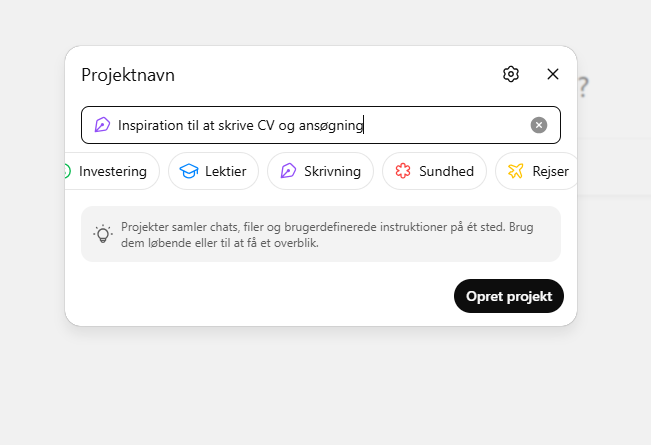 Projektnavn
?
Inspiration til at skrive CV og ansøgning
Investering Lektier Skrivning Sundhed Rejser
Projekter samler chats, filer og brugerdefinerede instruktioner på ét sted. Brug
dem løbende eller til at få et overblik.
Opret projekt